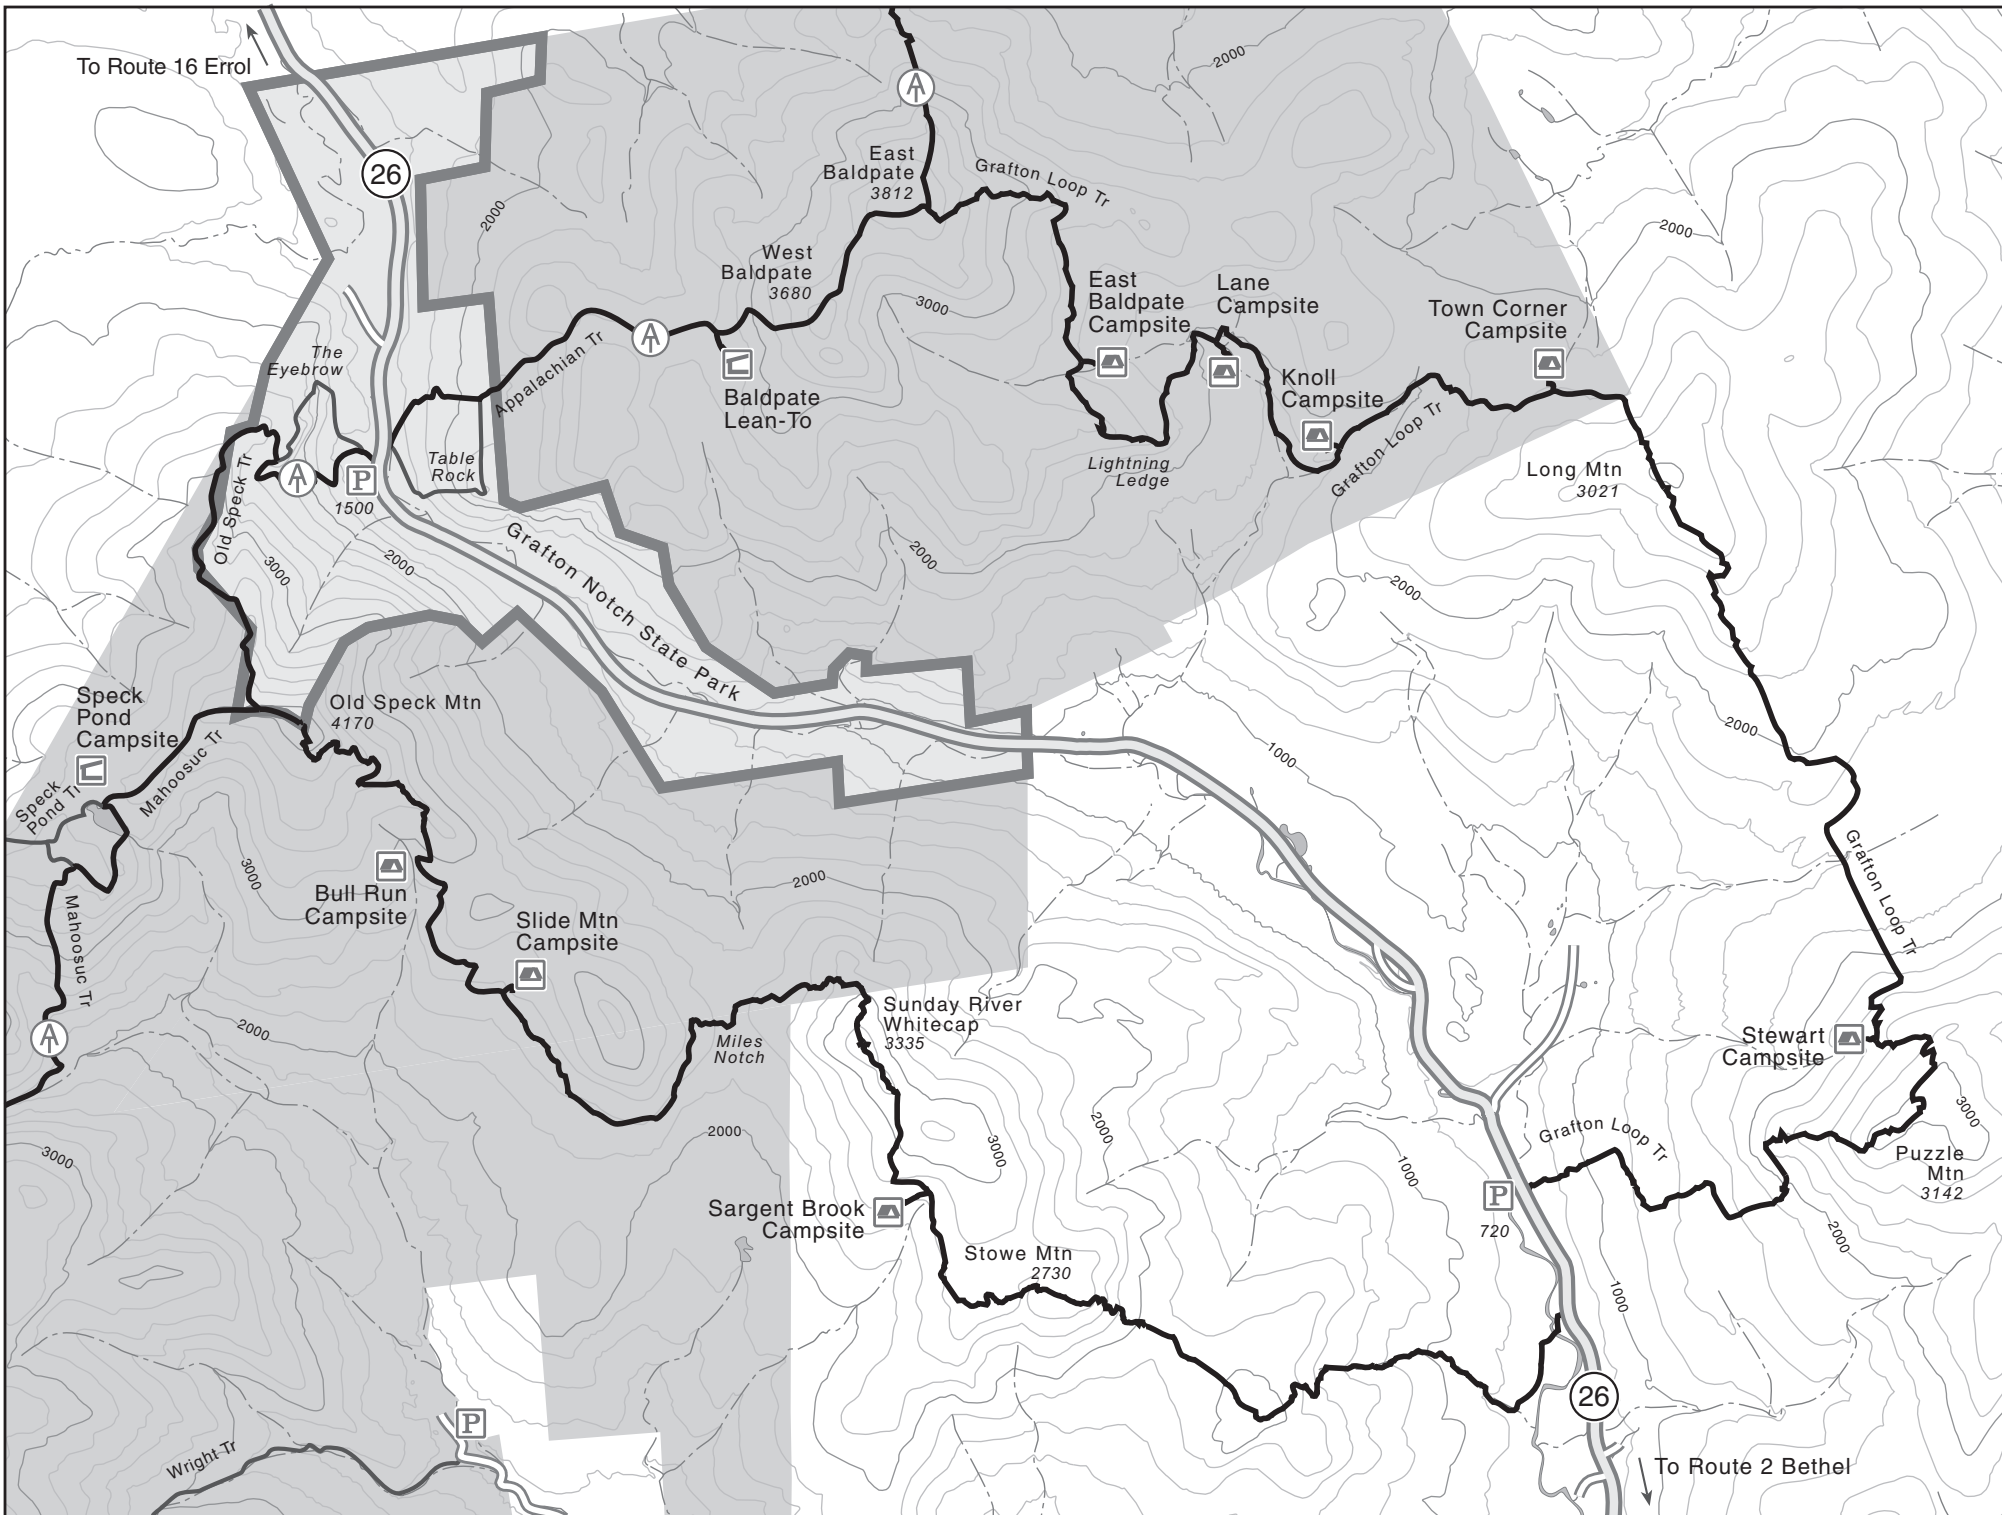 To Route 16 Errol
26
2000
2000
2000
East
Baldpate
3812
Grafton Loop Tr
West
Baldpate
3680
3000
East
Baldpate
Campsite
Lane
Campsite
Town Corner
Campsite
The
Eyebrow
Appalachian Tr
Baldpate
Lean-To
Knoll
Campsite
Grafton Loop Tr
Table
Rock
Lightning
Ledge
Long Mtn
3021
Old Speck Tr
P
1500
3000
2000
Grafton Notch State Park
2000
2000
Speck
Pond
Campsite
Old Speck Mtn
4170
Mahoosuc Tr
Speck
Pond Tr
2000
1000
3000
2000
Bull Run
Campsite
Slide Mtn
Campsite
Grafton Loop Tr
Mahoosuc Tr
2000
Miles
Notch
Sunday River
Whitecap
3335
Stewart
Campsite
3000
2000
3000
2000
1000
Grafton Loop Tr
3000
Puzzle
Mtn
3142
P
720
Sargent Brook
Campsite
Stowe Mtn
2730
2000
1000
26
P
Wright Tr
To Route 2 Bethel